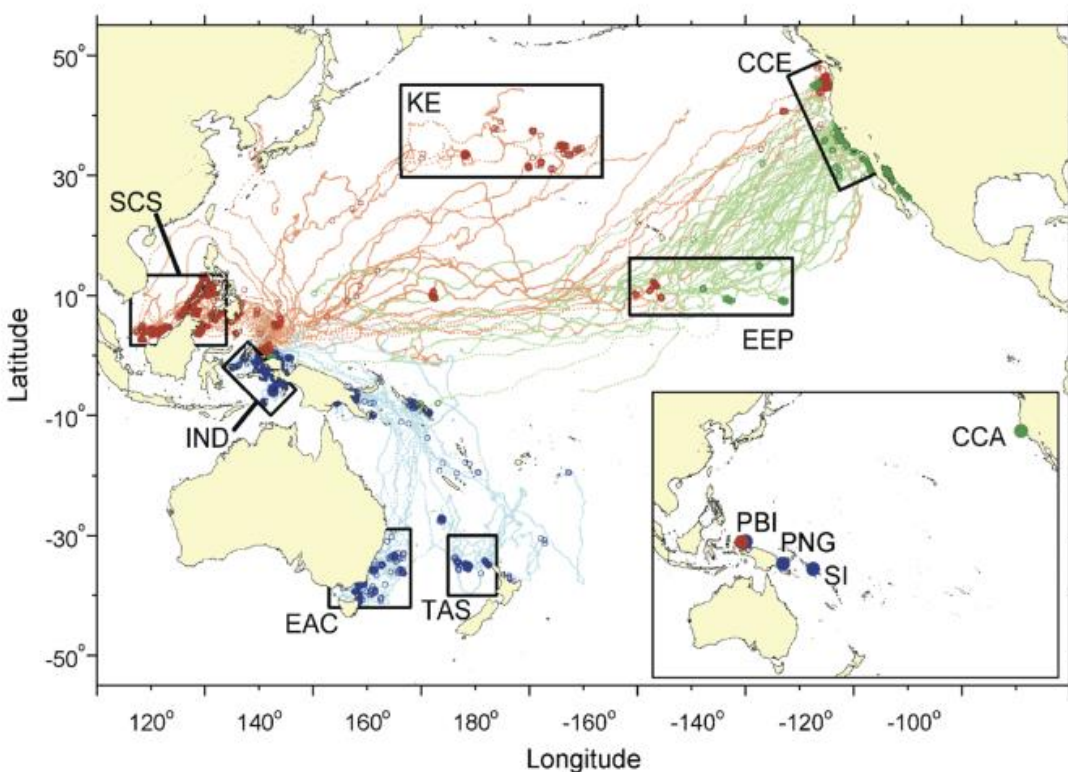 50°
30°
10°
-10°
-30°
-50°
Latitude
KE
CCE
SCS
EEP
IND
EAC
TAS
CCA
PBI
PNG
SI
120°
140°
160°
180°
-160°
-140°
-120°
-100°
Longitude